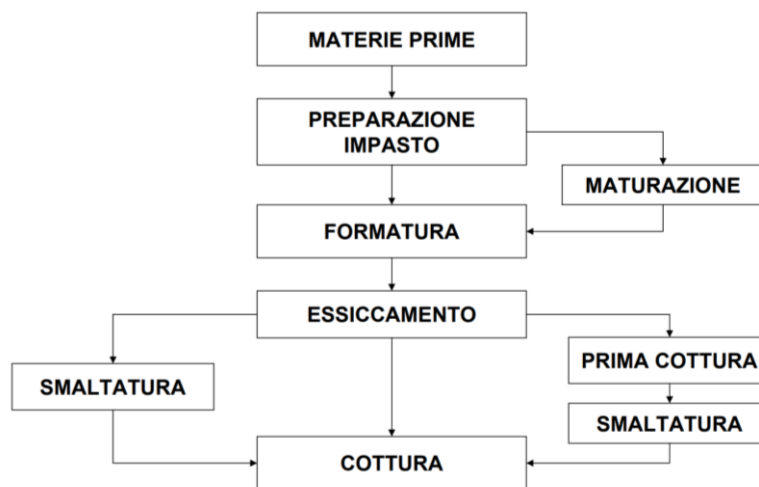 MATERIE PRIME
PREPARAZIONE
IMPASTO
MATURAZIONE
FORMATURA
ESSICCAMENTO
PRIMA COTTURA
SMALTATURA
SMALTATURA
COTTURA